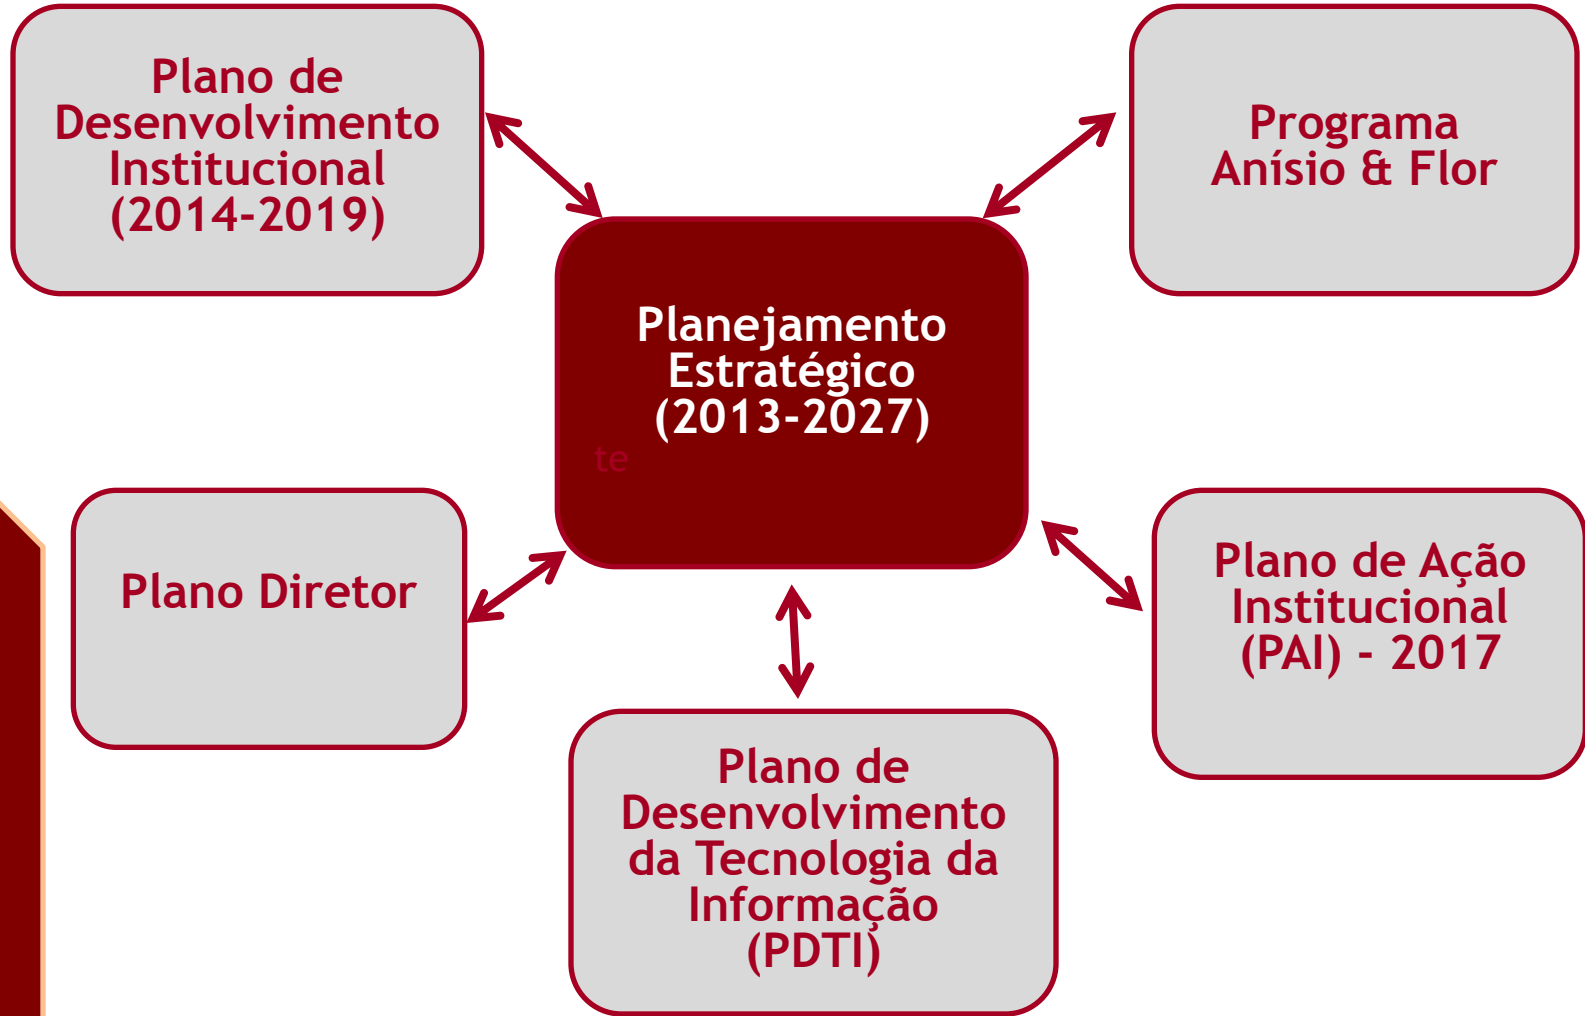 Plano de
Desenvolvimento
Institucional
(2014-2019)
Programa
Anísio & Flor
Planejamento
Estratégico
(2013-2027)
te
Plano Diretor
Plano de Ação
Institucional
(PAI) - 2017
Plano de
Desenvolvimento
da Tecnologia da
Informação
(PDTI)